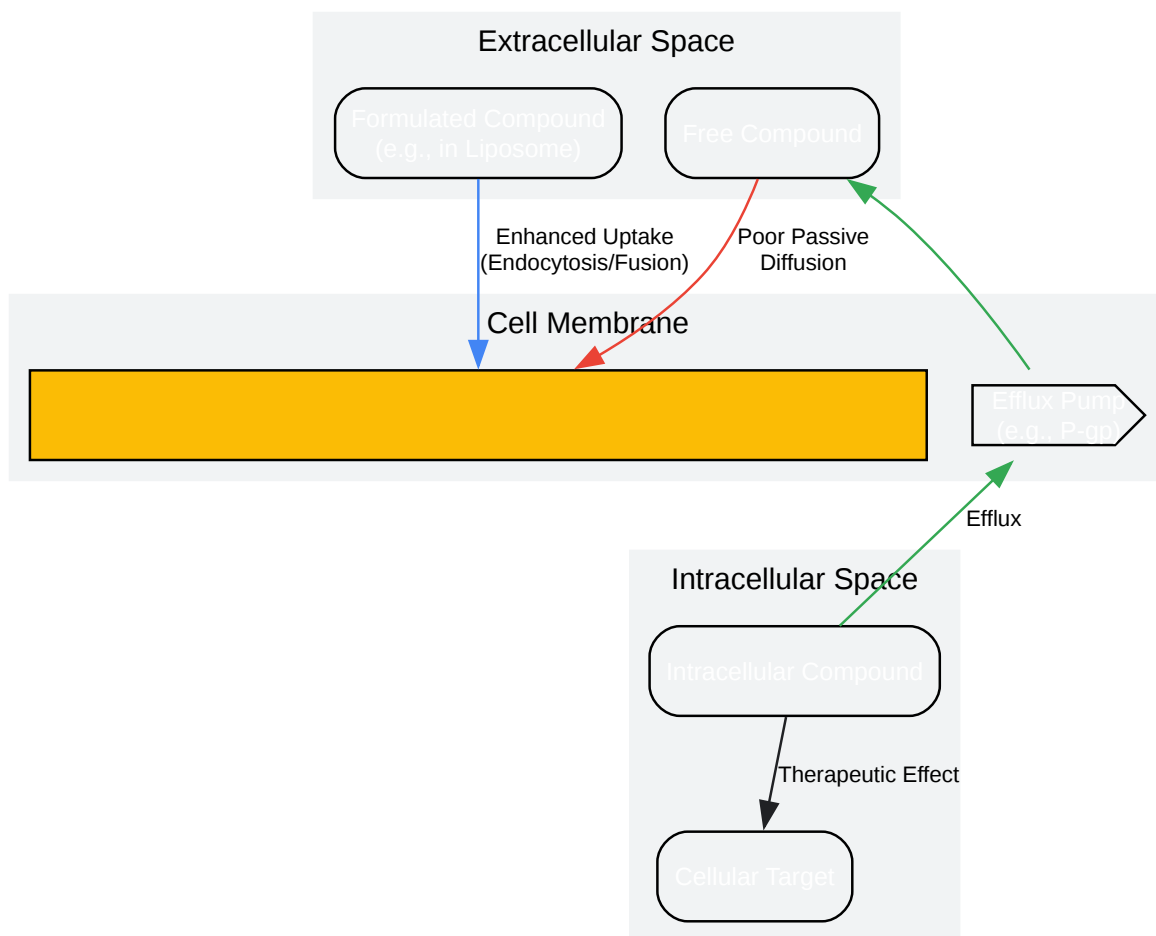 Extracellular Space
Formulated Compound
(e.g., in Liposome)
Free Compound
Enhanced Uptake
(Endocytosis/Fusion)
Poor Passive
Diffusion
Cell Membrane
Efflux Pump
(e.g., P-gp)
Efflux
Intracellular Space
Intracellular Compound
Therapeutic Effect
Cellular Target